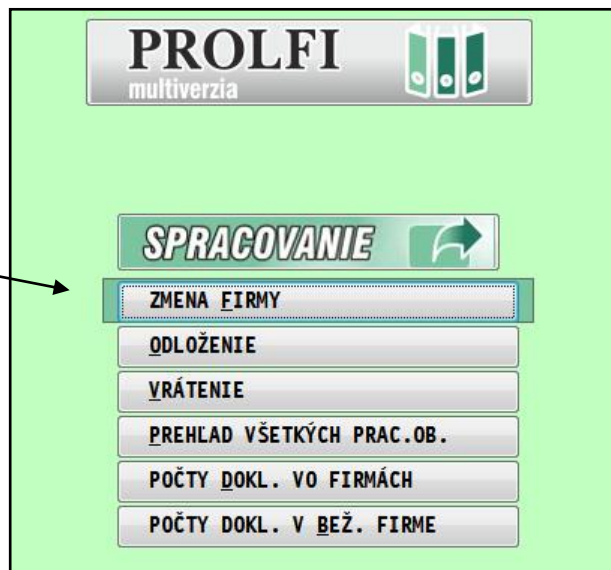 PROLFI
multiverzia
SPRACOVANIE
ZMENA FIRMY
ODLOŽENIE
VRÁTENIE
PREHĽAD VŠETKÝCH PRAC.OB.
POČTY DOKL. VO FIRMÁCH
POČTY DOKL. V BEŽ. FIRME